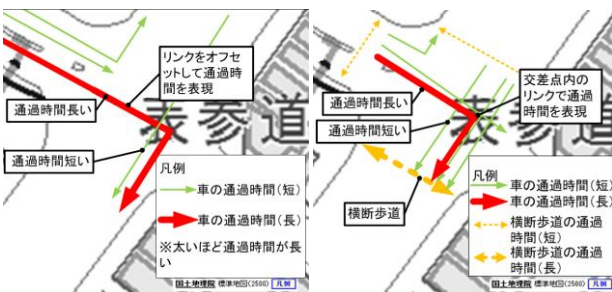 リンクをオフセ
ットして通過時
間を表現
通過時間長い
表参道
通過時間短い
凡例
車の通過時間(短)
車の通過時間(長)
※太いほど通過時間が長
い
国土地理院 標準地図(2500) 凡例
交差点内の
リンクで通過
時間を表現
通過時間長い
通過時間短い
表参道
横断歩道
凡例
車の通過時間(短)
車の通過時間(長)
横断歩道の通過
時間(短)
横断歩道の通過
時間(長)
国土地理院 標準地図(2500) 凡例